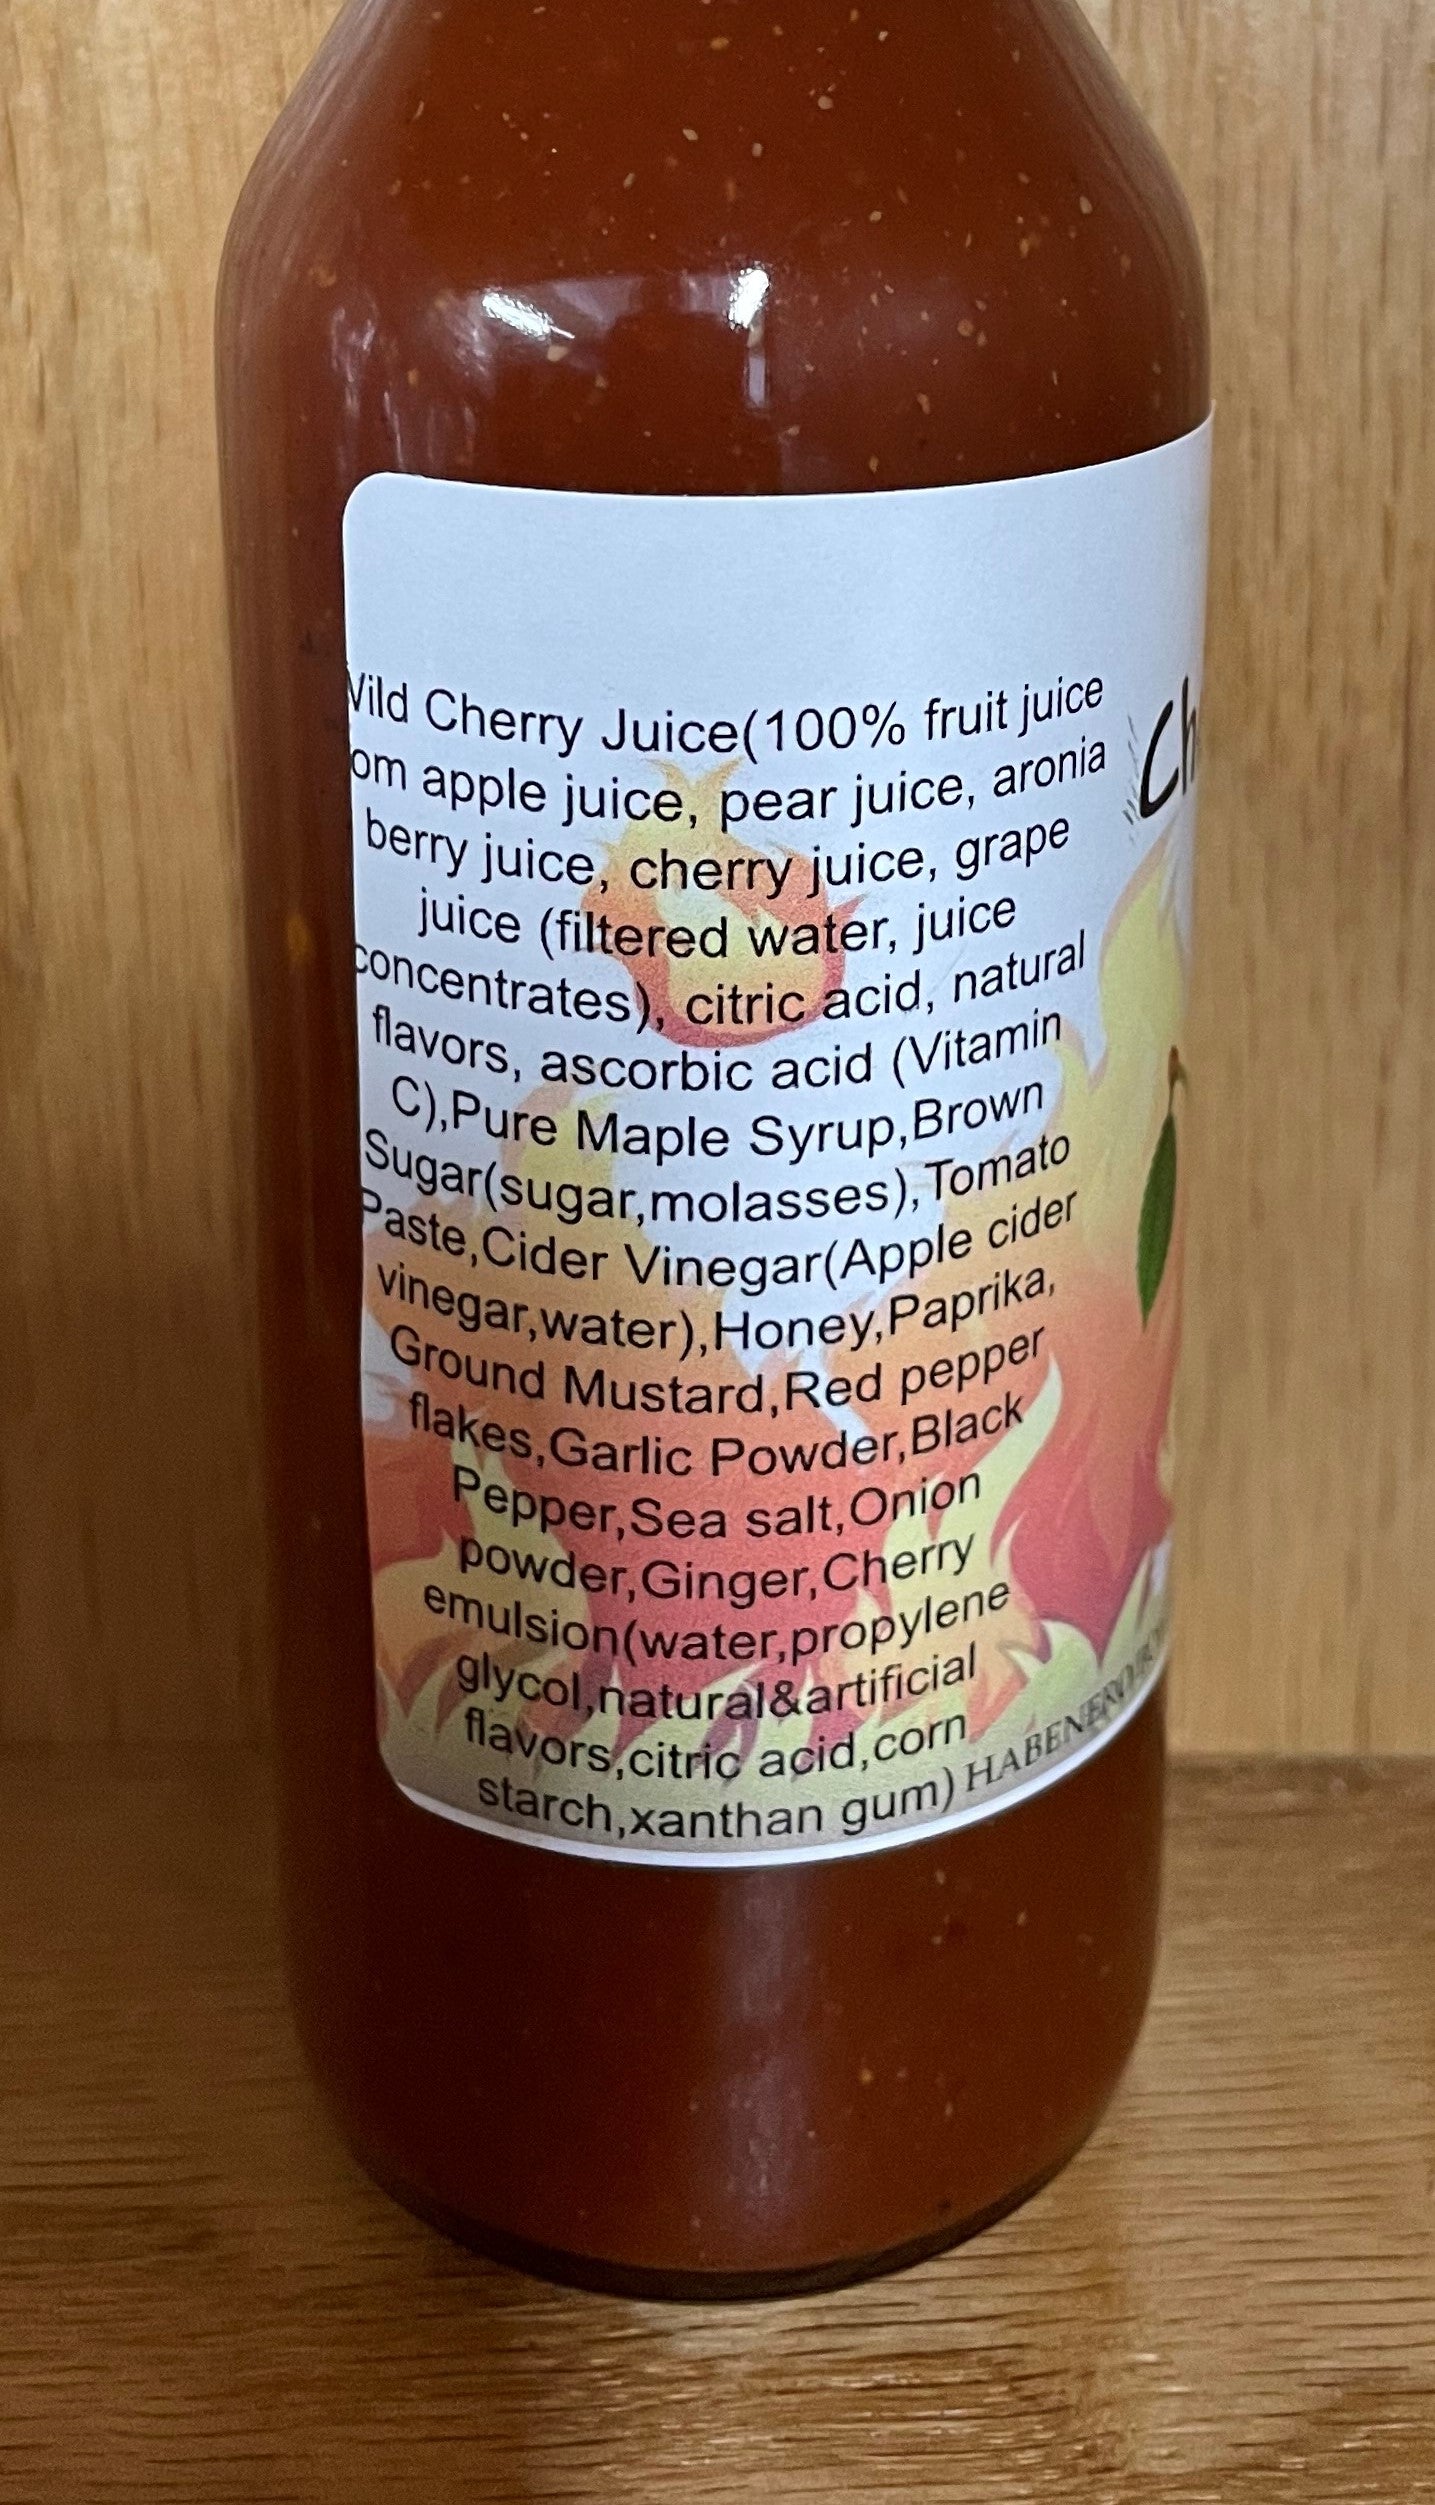 Wild Cherry Juice(100% fruit juice
om apple juice, pear juice, aronia
berry juice, cherry juice, grape
juice (filtered water, juice
concentrates), citric acid, natural
flavors, ascorbic acid (Vitamin
C),Pure Maple Syrup,Brown
Sugar(sugar,molasses),Tomato
Paste,Cider Vinegar(Apple cider
vinegar,water),Honey,Paprika,
Ground Mustard,Red pepper
flakes,Garlic Powder,Black
Pepper,Sea salt,Onion
powder,Ginger,Cherry
emulsion(water,propylene
glycol,natural&artificial
flavors,citric acid,corn
starch,xanthan gum)
Ch
HABENERO